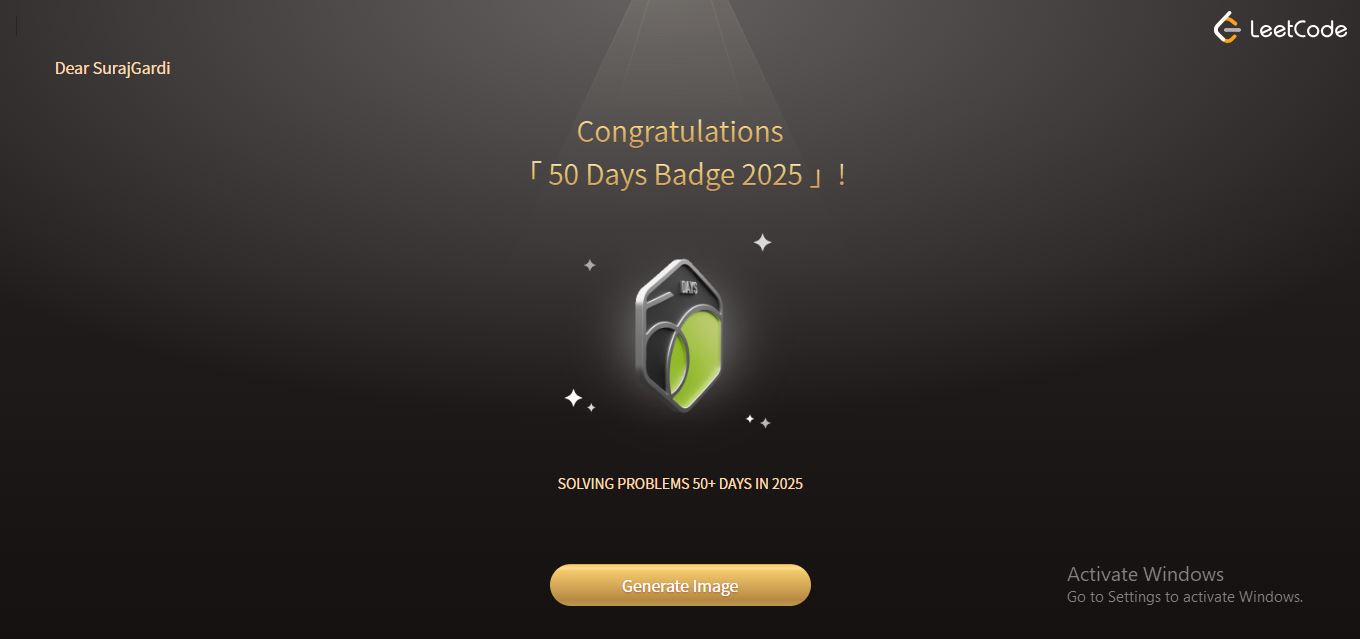 LeetCode
Dear SurajGardi
Congratulations
「 50 Days Badge 2025 」 !
DAYS
SOLVING PROBLEMS 50+ DAYS IN 2025
Generate Image
Activate Windows
Go to Settings to activate Windows.